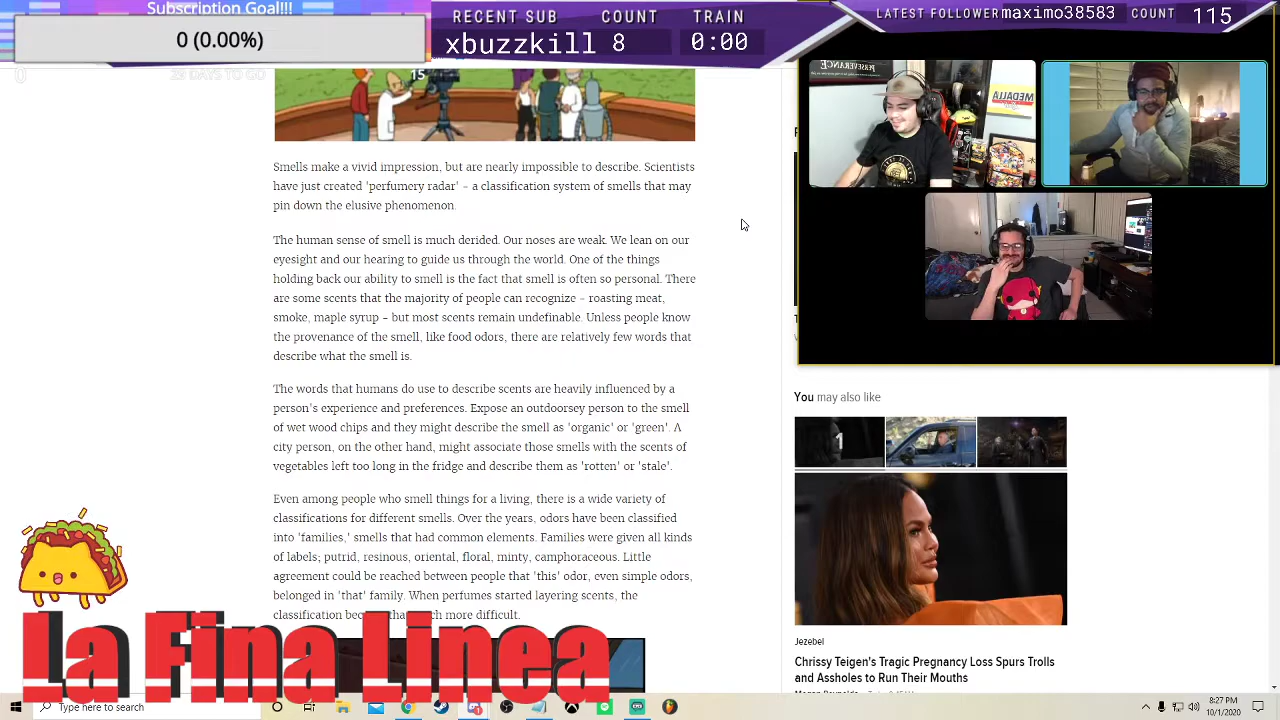 Subscription Goal!!!
0 (0.00%)
0
29 DAYS TO GO
15
RECENT SUB
COUNT
TRAIN
xbuzzkill 8
0:00
LATEST FOLLOWER
maximo38583
COUNT
115
PERSEVERANCE
MEDALLA
Smells make a vivid impression, but are nearly impossible to describe. Scientists
have just created 'perfumery radar' – a classification system of smells that may
pin down the elusive phenomenon.
The human sense of smell is much derided. Our noses are weak. We lean on our
eyesight and our hearing to guide us through the world. One of the things
holding back our ability to smell is the fact that smell is often so personal. There
are some scents that the majority of people can recognize – roasting meat,
smoke, maple syrup – but most scents remain undefinable. Unless people know
the provenance of the smell, like food odors, there are relatively few words that
describe what the smell is.
The words that humans do use to describe scents are heavily influenced by a
person's experience and preferences. Expose an outdoorsey person to the smell
of wet wood chips and they might describe the smell as 'organic' or 'green'. A
city person, on the other hand, might associate those smells with the scents of
vegetables left too long in the fridge and describe them as 'rotten' or 'stale'.
Even among people who smell things for a living, there is a wide variety of
classifications for different smells. Over the years, odors have been classified
into 'families,' smells that had common elements. Families were given all kinds
of labels; putrid, resinous, oriental, floral, minty, camphoraceous. Little
agreement could be reached between people that 'this' odor, even simple odors,
belonged in 'that' family. When perfumes started layering scents, the
classification more difficult.
You may also like
1
Jezebel
Chrissy Teigen's Tragic Pregnancy Loss Spurs Trolls
and Assholes to Run Their Mouths
La Fina Linea
Type here to search
8:27 PM
10/1/2020